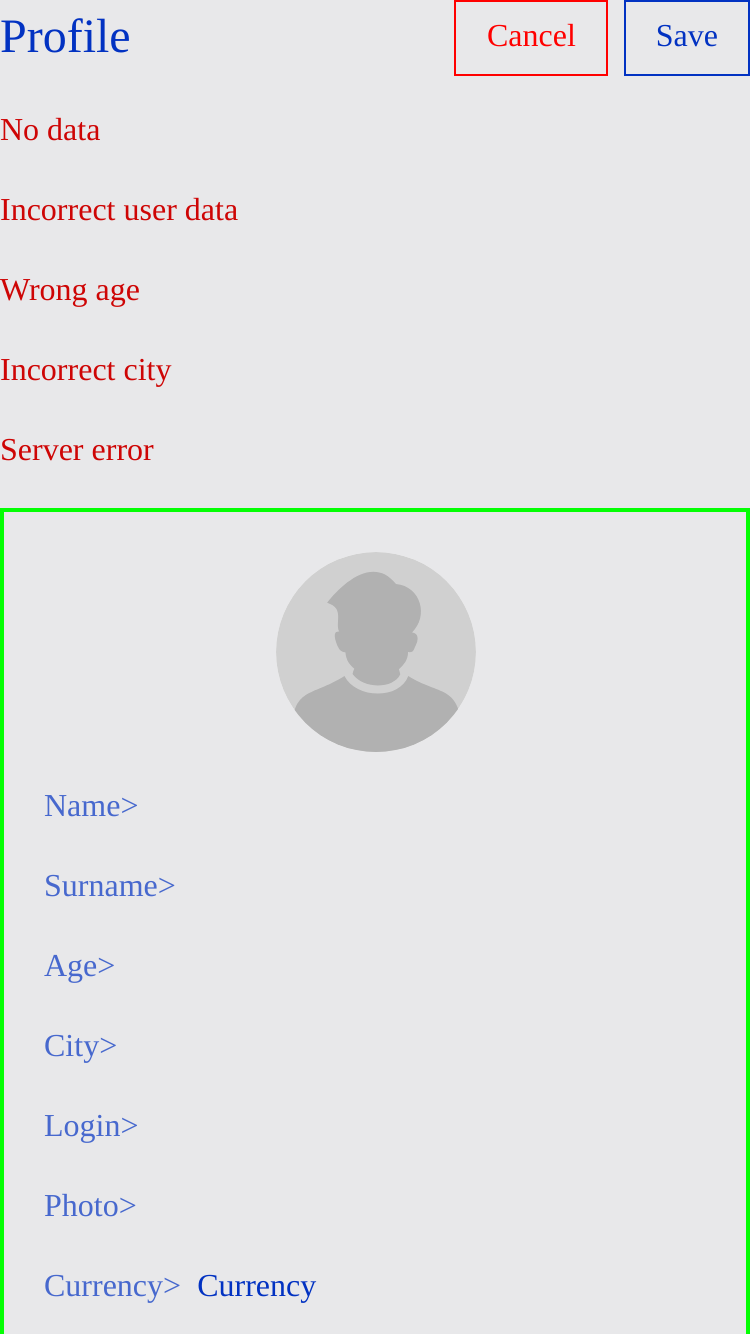 Profile Cancel Save
No data
Incorrect user data
Wrong age
Incorrect city
Server error
Name>
Surname>
Age>
City>
Login>
Photo>
Currency> Currency